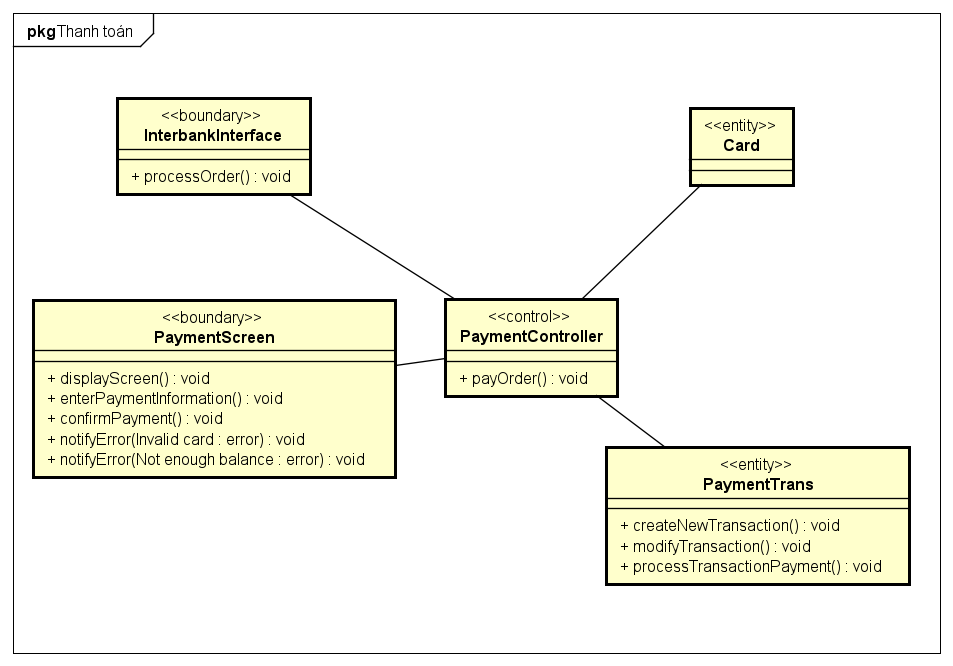 pkg Thanh toán
<<boundary>>
InterbankInterface
+ processOrder() : void
<<entity>>
Card
<<boundary>>
PaymentScreen
+ displayScreen() : void
+ enterPaymentInformation() : void
+ confirmPayment() : void
+ notifyError(Invalid card : error) : void
+ notifyError(Not enough balance : error) : void
<<control>>
PaymentController
+ payOrder() : void
<<entity>>
PaymentTrans
+ createNewTransaction() : void
+ modifyTransaction() : void
+ processTransactionPayment() : void